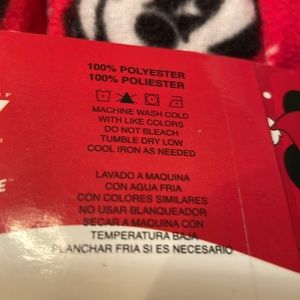 100% POLYESTER
100% POLIESTER
MACHINE WASH COLD
WITH LIKE COLORS
DO NOT BLEACH
TUMBLE DRY LOW
COOL IRON AS NEEDED
LAVADO A MAQUINA
CON AGUA FRIA
CON COLORES SIMILARES
NO USAR BLANQUEADOR
SECAR A MAQUINA CON
TEMPERATURA BAJA
PLANCHAR FRIA SI ES NECESARIO